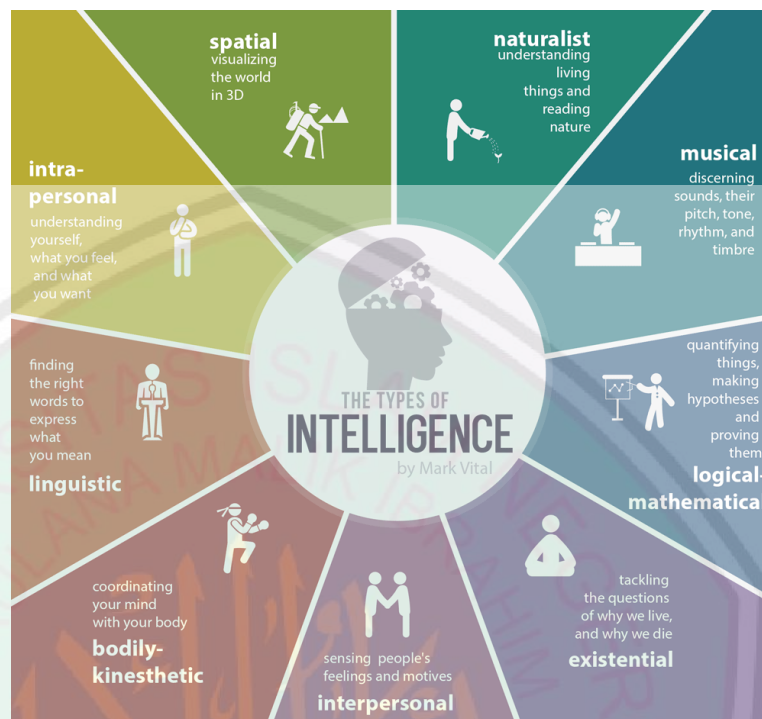 spatial
visualizing
the world
in 3D
naturalist
understanding
living
things and
reading
nature
musical
discerning
sounds, their
pitch, tone,
rhythm, and
timbre
intra-
personal
understanding
yourself,
what you feel,
and what
you want
quantifying
things,
making
hypotheses
and
proving
them
logical-
mathematical
finding
the right
words to
express
what
you mean
linguistic
THE TYPES OF
INTELLIGENCE
by Mark Vital
coordinating
your mind
with your body
bodily-
kinesthetic
sensing people's
feelings and motives
interpersonal
tackling
the questions
of why we live,
and why we die
existential